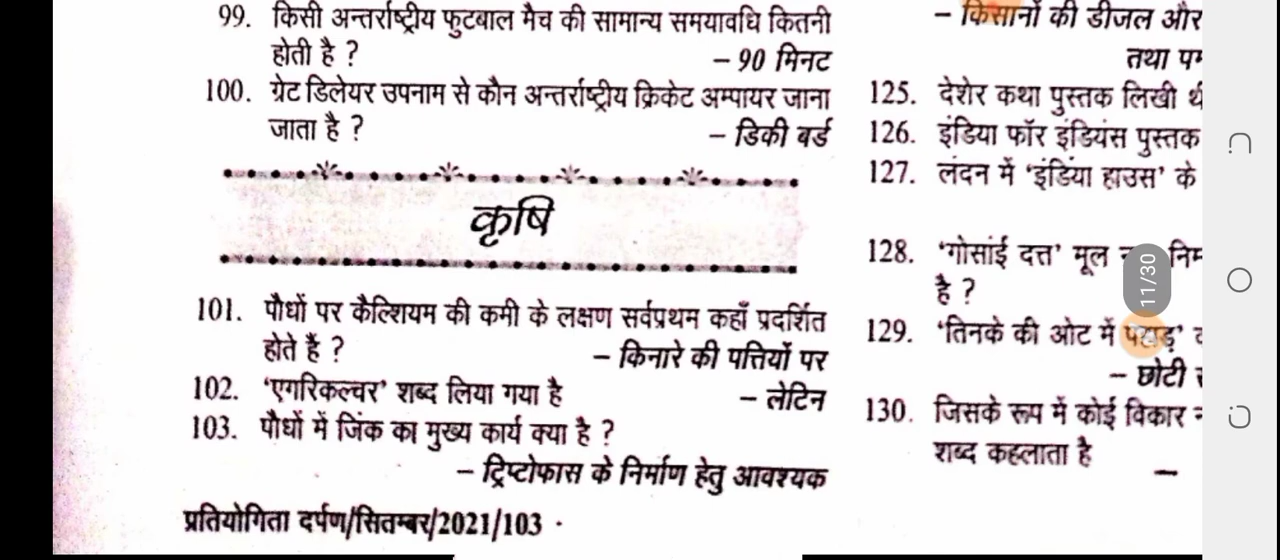 99. किसी अन्तर्राष्ट्रीय फुटबाल मैच की सामान्य समयावधि कितनी
होती है ? – 90 मिनट
100. ग्रेट डिलेयर उपनाम से कौन अन्तर्राष्ट्रीय क्रिकेट अम्पायर जाना
जाता है ? – डिकी बर्ड
कृषि
101. पौधों पर कैल्शियम की कमी के लक्षण सर्वप्रथम कहाँ प्रदर्शित
होते हैं ? – किनारे की पत्तियों पर
102. ‘एगरिकल्चर’ शब्द लिया गया है – लेटिन
103. पौधों में जिंक का मुख्य कार्य क्या है ?
– ट्रिप्टोफास के निर्माण हेतु आवश्यक
प्रतियोगिता दर्पण/सितम्बर/2021/103
– किसानों की डीजल और
तथा
125. देशेर कथा पुस्तक लिखी
126. इंडिया फॉर इंडियंस पुस्तक
127. लंदन में ‘इंडिया हाउस’ के
128. ‘गोसांई दत्त’ मूल
है ?
129. ‘तिनके की ओट में पहाड़’
– छोटी
130. जिसके रूप में कोई विकार
शब्द कहलाता है
–
11/30